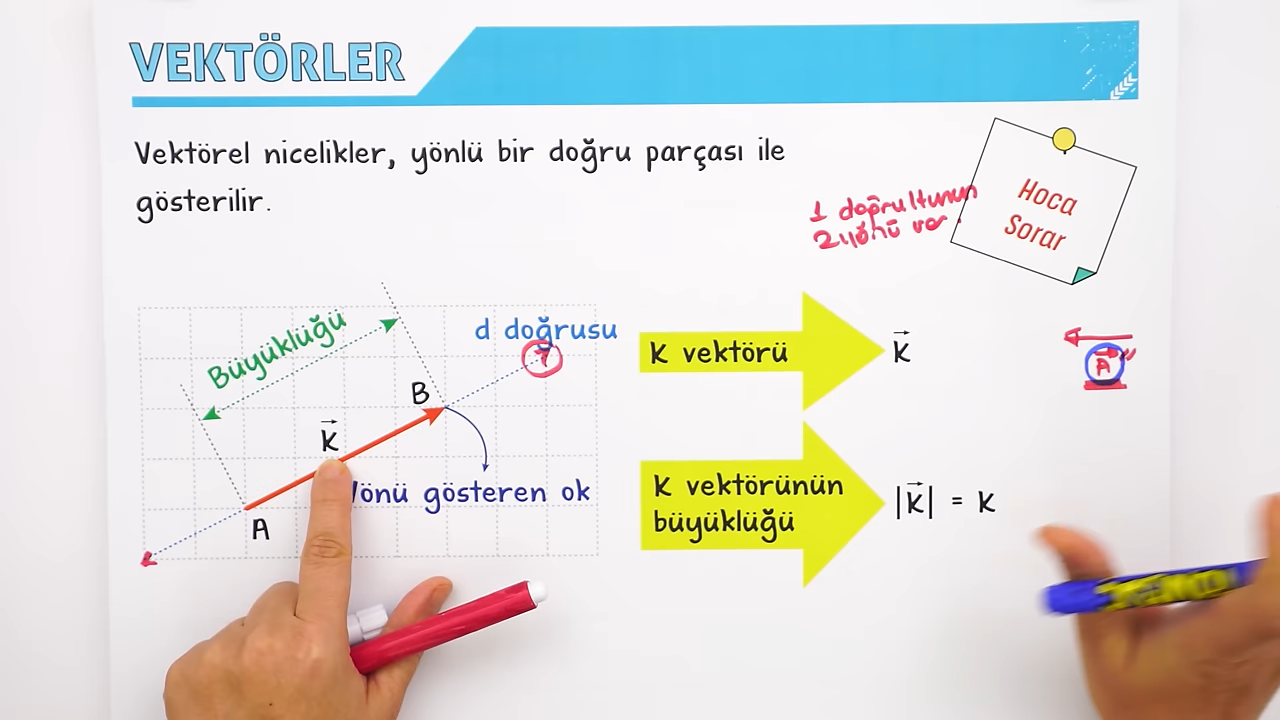 VEKTÖRLER
Vektörel nicelikler, yönlü bir doğru parçası ile
gösterilir.
1 doğrultunun
2 yönü var.
Hoca
Sorar
Büyüklüğü
d doğrusu
B
K
Yönü gösteren ok
A
K vektörü
K
A
K vektörünün
büyüklüğü
|K| = K